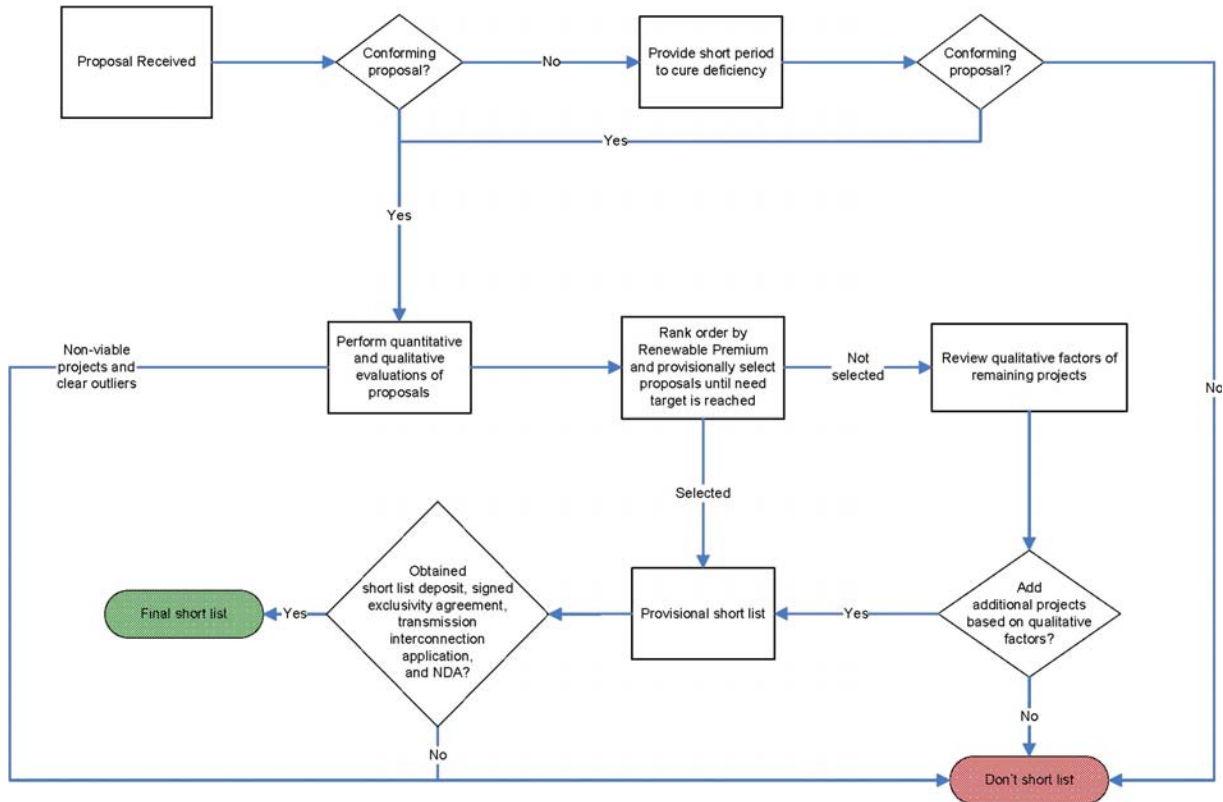 Proposal Received
Conforming
proposal?
No
Provide short period
to cure deficiency
Conforming
proposal?
Yes
Yes
No
Non-viable
projects and
clear outliers
Perform quantitative
and qualitative
evaluations of
proposals
Rank order by
Renewable Premium
and provisionally select
proposals until need
target is reached
Not
selected
Review qualitative factors of
remaining projects
Selected
Final short list
Yes
Obtained
short list deposit, signed
exclusivity agreement,
transmission
interconnection
application,
and NDA?
Provisional short list
Yes
Add
additional projects
based on qualitative
factors?
No
No
Don't short list